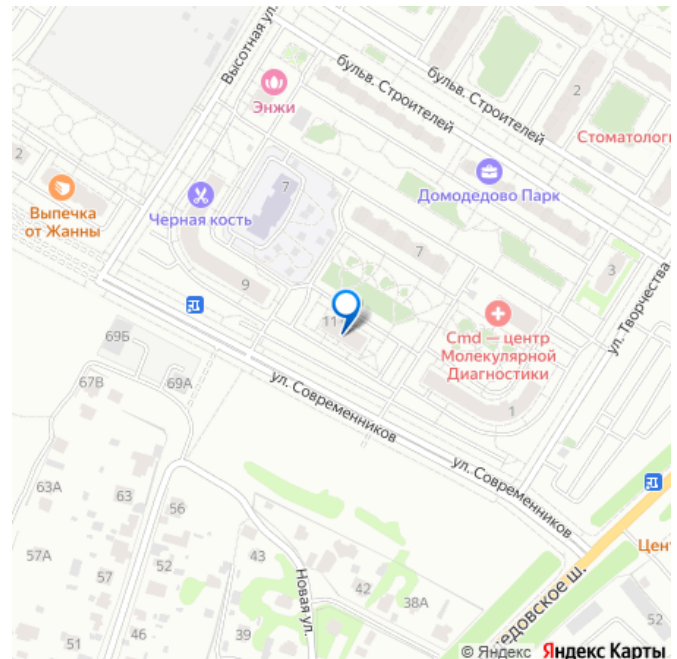 Высотная ул.
бульв. Строителей
бульв. Строителей
2
Энжи
Стоматологи
2
Домодедово Парк
Выпечка
от Жанны
7
Черная кость
7
3
9
ул. Творчества
11
Cmd — центр
Молекулярной
Диагностики
69Б
67В
69А
ул. Современников
1
ул. Современников
63А
63
56
57А
52
43
Цен
57
42
Новая ул.
38А
едовское ш.
52
51
46
39
© Яндекс Яндекс Карты